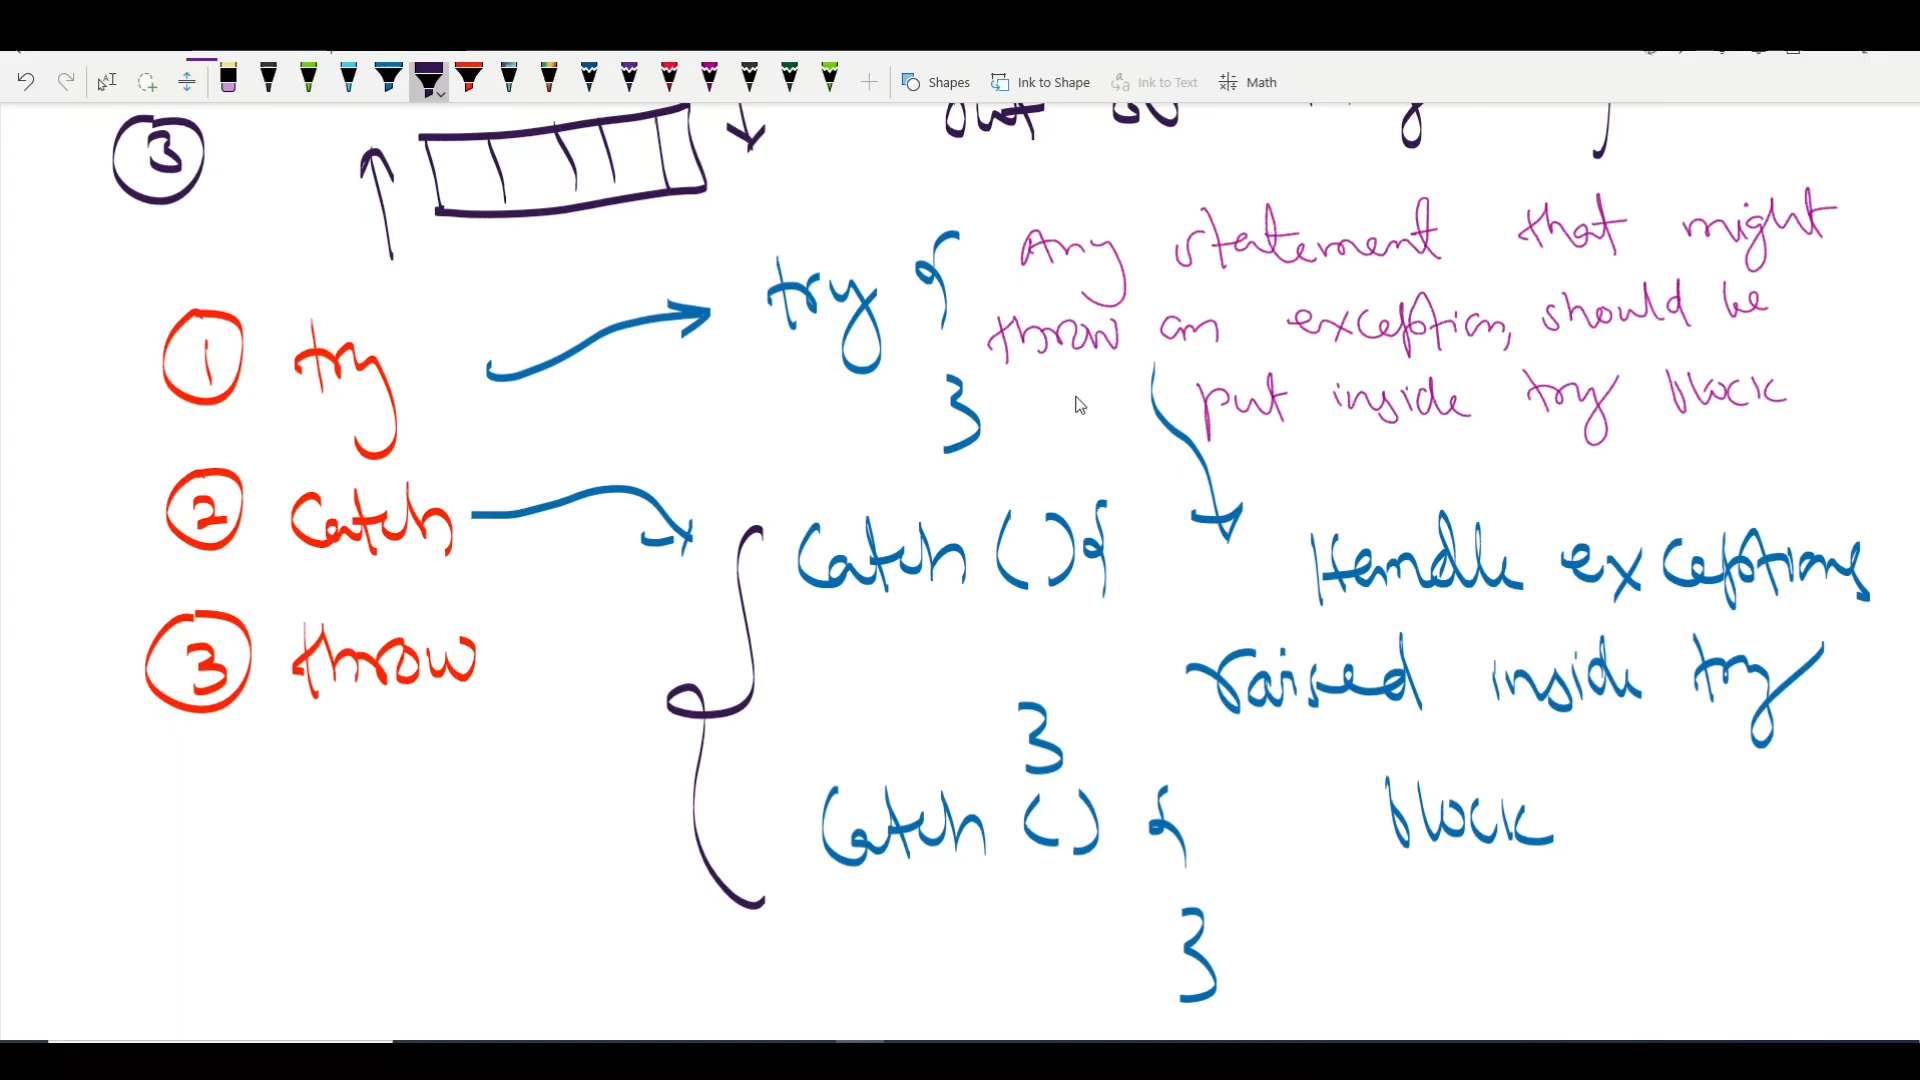 Shapes Ink to Shape Ink to Text Math
3
out
try { Any statement that might
throw an exception, should be
put inside try block
}
1 try
2 Catch
3 throw
Catch () {
Handle exceptions
raised inside try
block
}
Catch () {
}